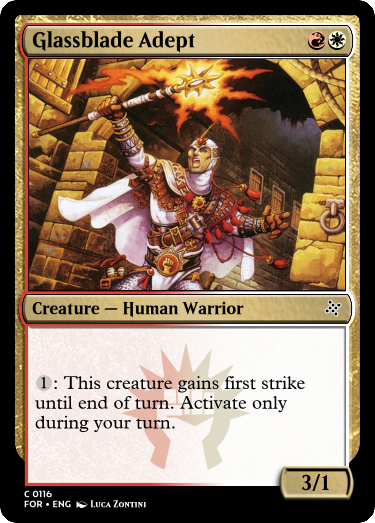 Glassblade Adept
Creature — Human Warrior
1: This creature gains first strike
until end of turn. Activate only
during your turn.
3/1
C 0116
FOR • ENG Luca Zontini